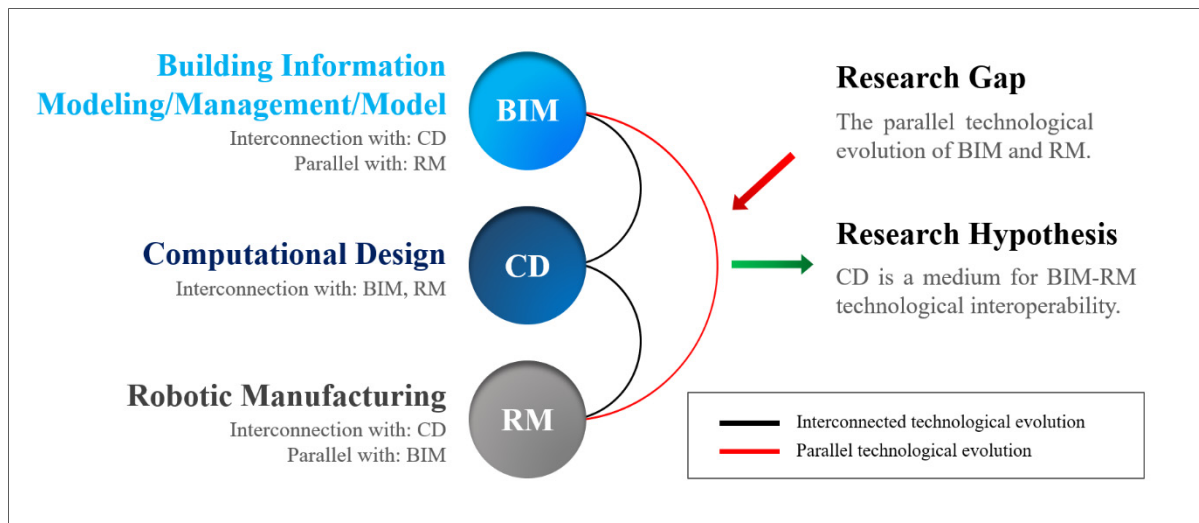 Building Information
Modeling/Management/Model
Interconnection with: CD
Parallel with: RM
BIM
Computational Design
Interconnection with: BIM, RM
CD
Robotic Manufacturing
Interconnection with: CD
Parallel with: BIM
RM
Research Gap
The parallel technological
evolution of BIM and RM.
Research Hypothesis
CD is a medium for BIM-RM
technological interoperability.
Interconnected technological evolution
Parallel technological evolution